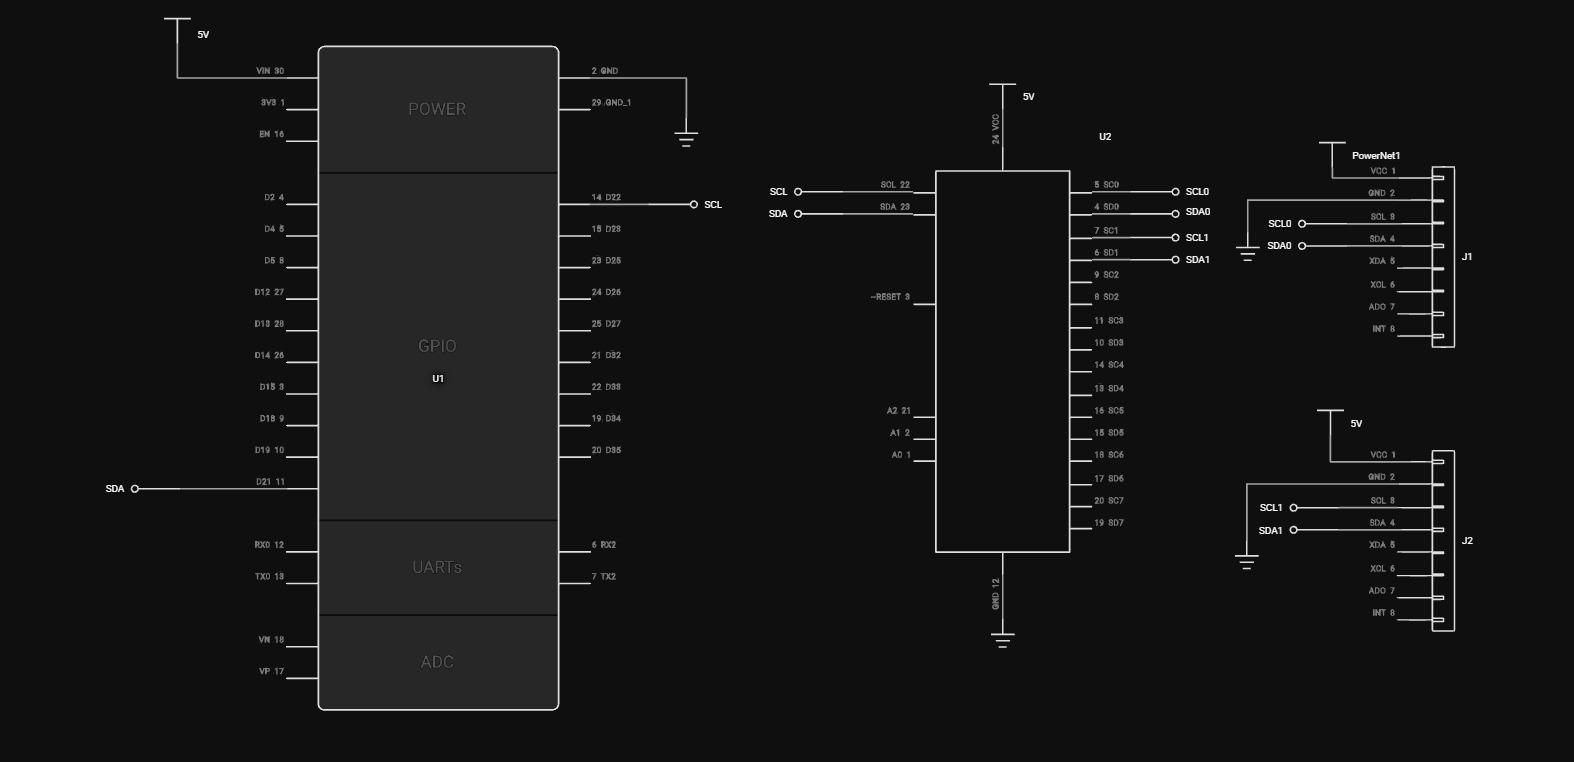 5V
VIN 30
3V3 1
EN 16
D2 4
D4 5
D5 8
D12 27
D13 28
D14 26
D15 3
D18 9
D19 10
SDA
D21 11
RX0 12
TX0 13
VN 18
VP 17
POWER
GPIO
U1
UARTs
ADC
2 GND
29 GND_1
14 D22
SCL
15 D23
23 D25
24 D26
25 D27
21 D32
22 D33
19 D34
20 D35
6 RX2
7 TX2
5V
24 VCC
U2
SCL
SCL 22
SDA
SDA 23
~RESET 3
A2 21
A1 2
A0 1
GND 12
5 SC0
SCL0
4 SD0
SDA0
7 SC1
SCL1
6 SD1
SDA1
9 SC2
8 SD2
11 SC3
10 SD3
14 SC4
13 SD4
16 SC5
15 SD5
18 SC6
17 SD6
20 SC7
19 SD7
PowerNet1
VCC 1
GND 2
SCL0
SCL 3
SDA0
SDA 4
XDA 5
XCL 6
ADO 7
INT 8
J1
5V
VCC 1
GND 2
SCL1
SCL 3
SDA1
SDA 4
XDA 5
XCL 6
ADO 7
INT 8
J2